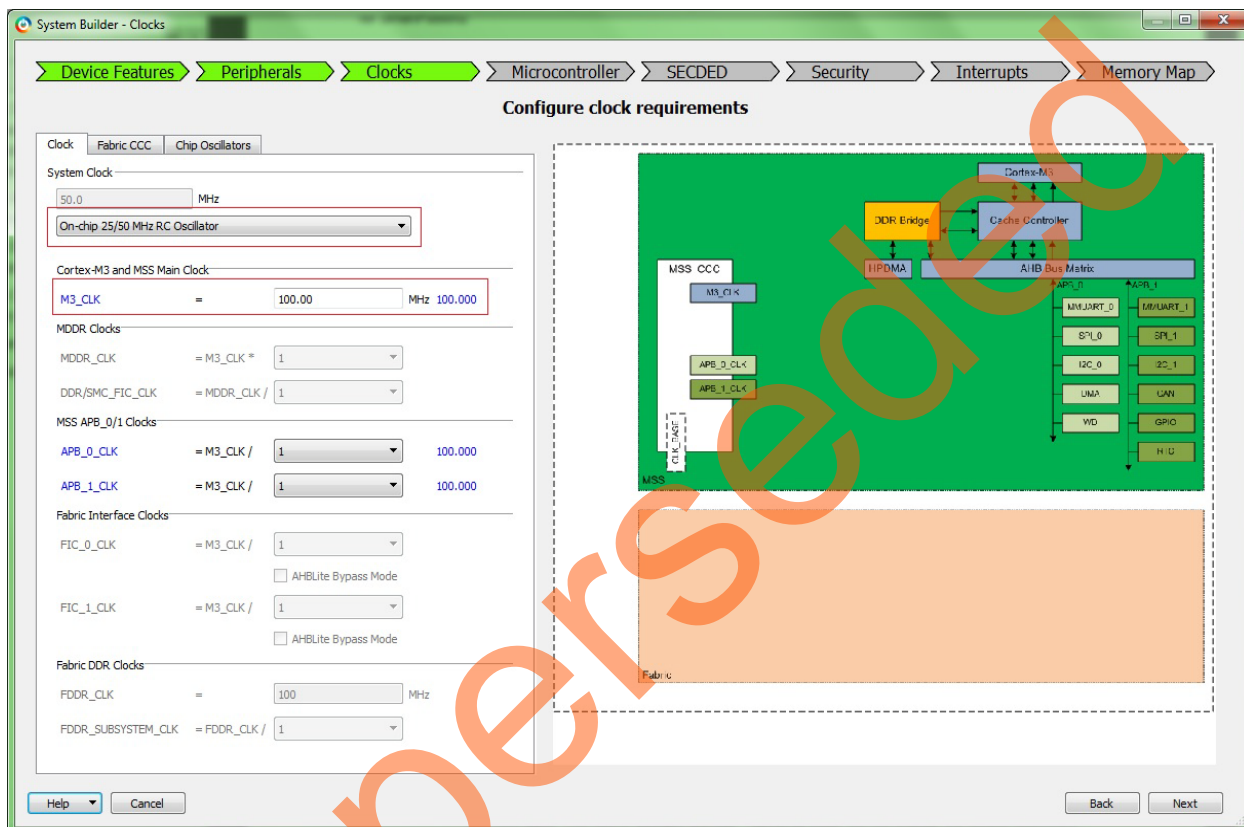 System Builder - Clocks
Device Features
Peripherals
Clocks
Microcontroller
SECDED
Security
Interrupts
Memory Map
Configure clock requirements
Clock
Fabric CCC
Chip Oscillators
System Clock
50.0 MHz
On-chip 25/50 MHz RC Oscillator
Cortex-M3 and MSS Main Clock
M3_CLK = 100.00 MHz 100.000
MDDR Clocks
MDDR_CLK = M3_CLK * 1
DDR/SMC_FIC_CLK = MDDR_CLK / 1
MSS APB_0/1 Clocks
APB_0_CLK = M3_CLK / 1 100.000
APB_1_CLK = M3_CLK / 1 100.000
Fabric Interface Clocks
FIC_0_CLK = M3_CLK / 1
AHBLite Bypass Mode
FIC_1_CLK = M3_CLK / 1
AHBLite Bypass Mode
Fabric DDR Clocks
FDDR_CLK = 100 MHz
FDDR_SUBSYSTEM_CLK = FDDR_CLK / 1
Cortex-M3
DDR Bridge
Cache Controller
MSS CCC
HPDMA
AHB Bus Matrix
M3_CLK
APB_0
APB_1
MMUART_0
MMUART_1
SPI_0
SPI_1
APB_0_CLK
I2C_0
I2C_1
APB_1_CLK
CAN
WD
GPIO
CLK_BASE
MSS
Fabric
Help
Cancel
Back
Next
perseded